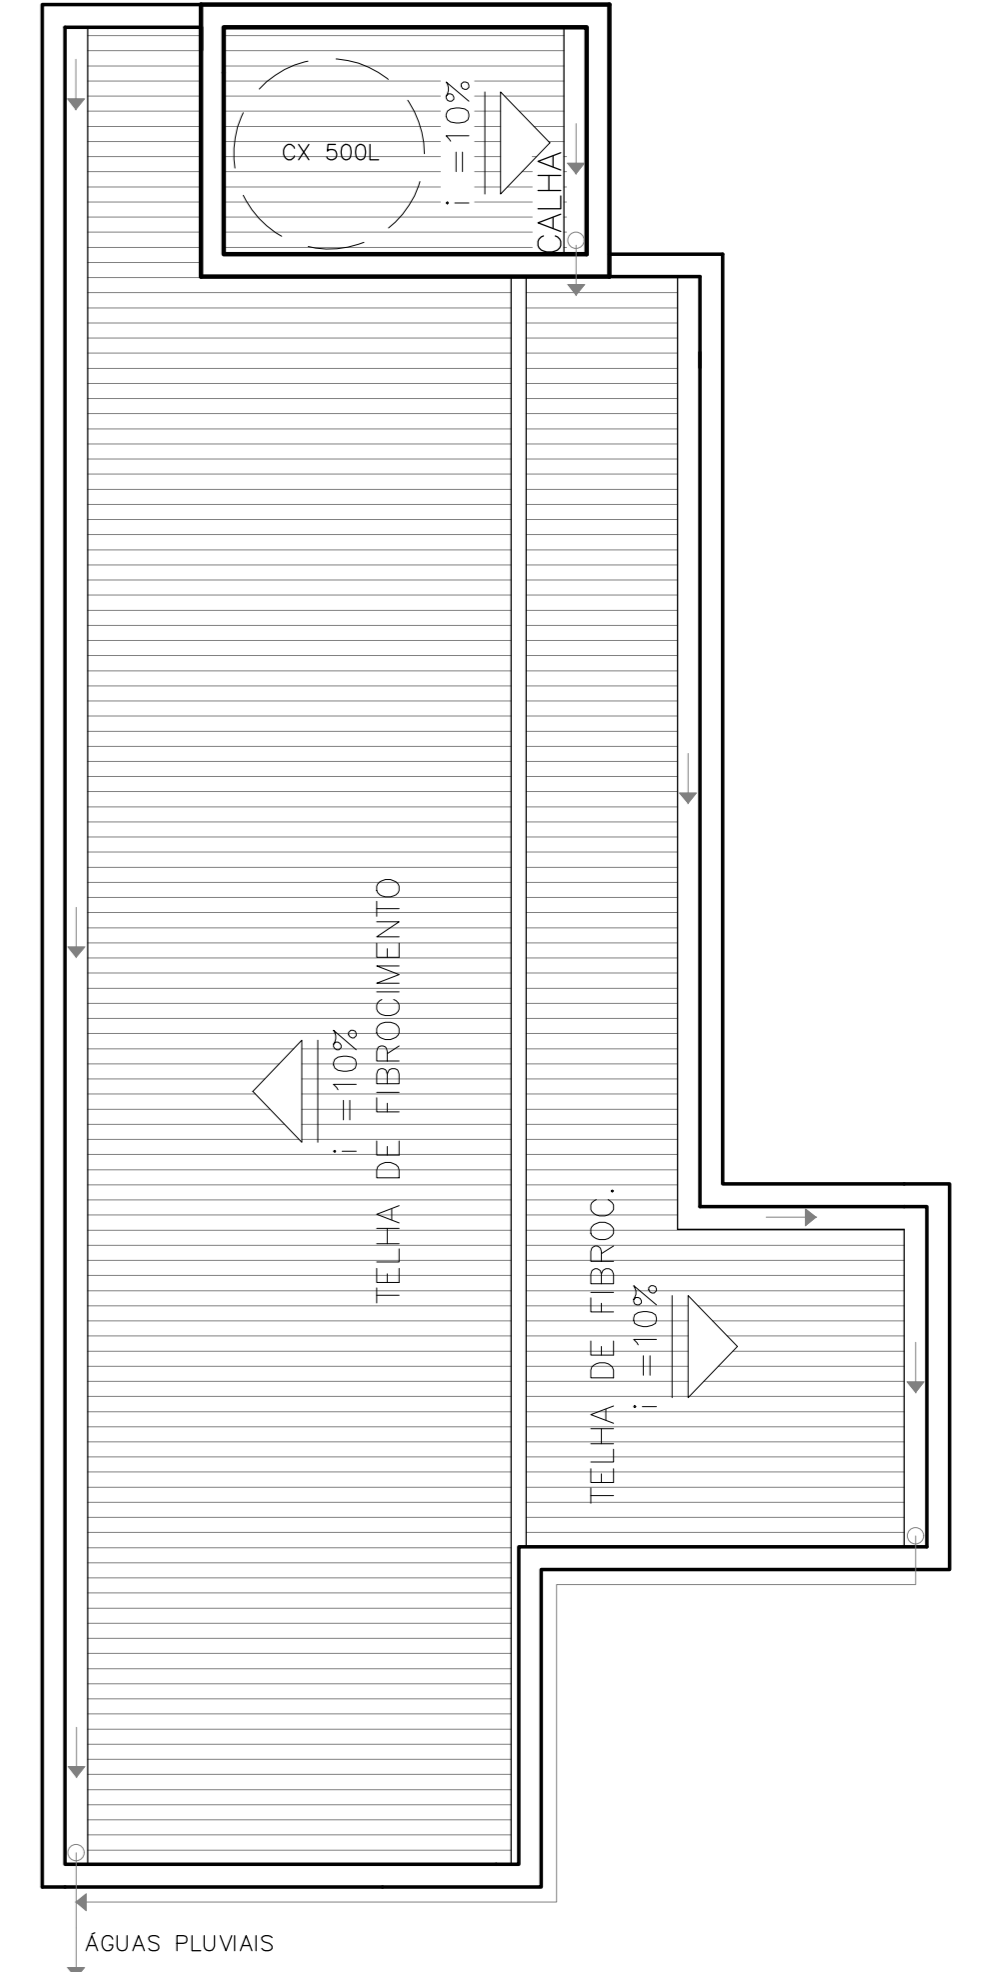 CX 500L
i =10%
CALHA
i =10%
TELHA DE FIBROCIMENTO
TELHA DE FIBROC.
i =10%
ÁGUAS PLUVIAIS